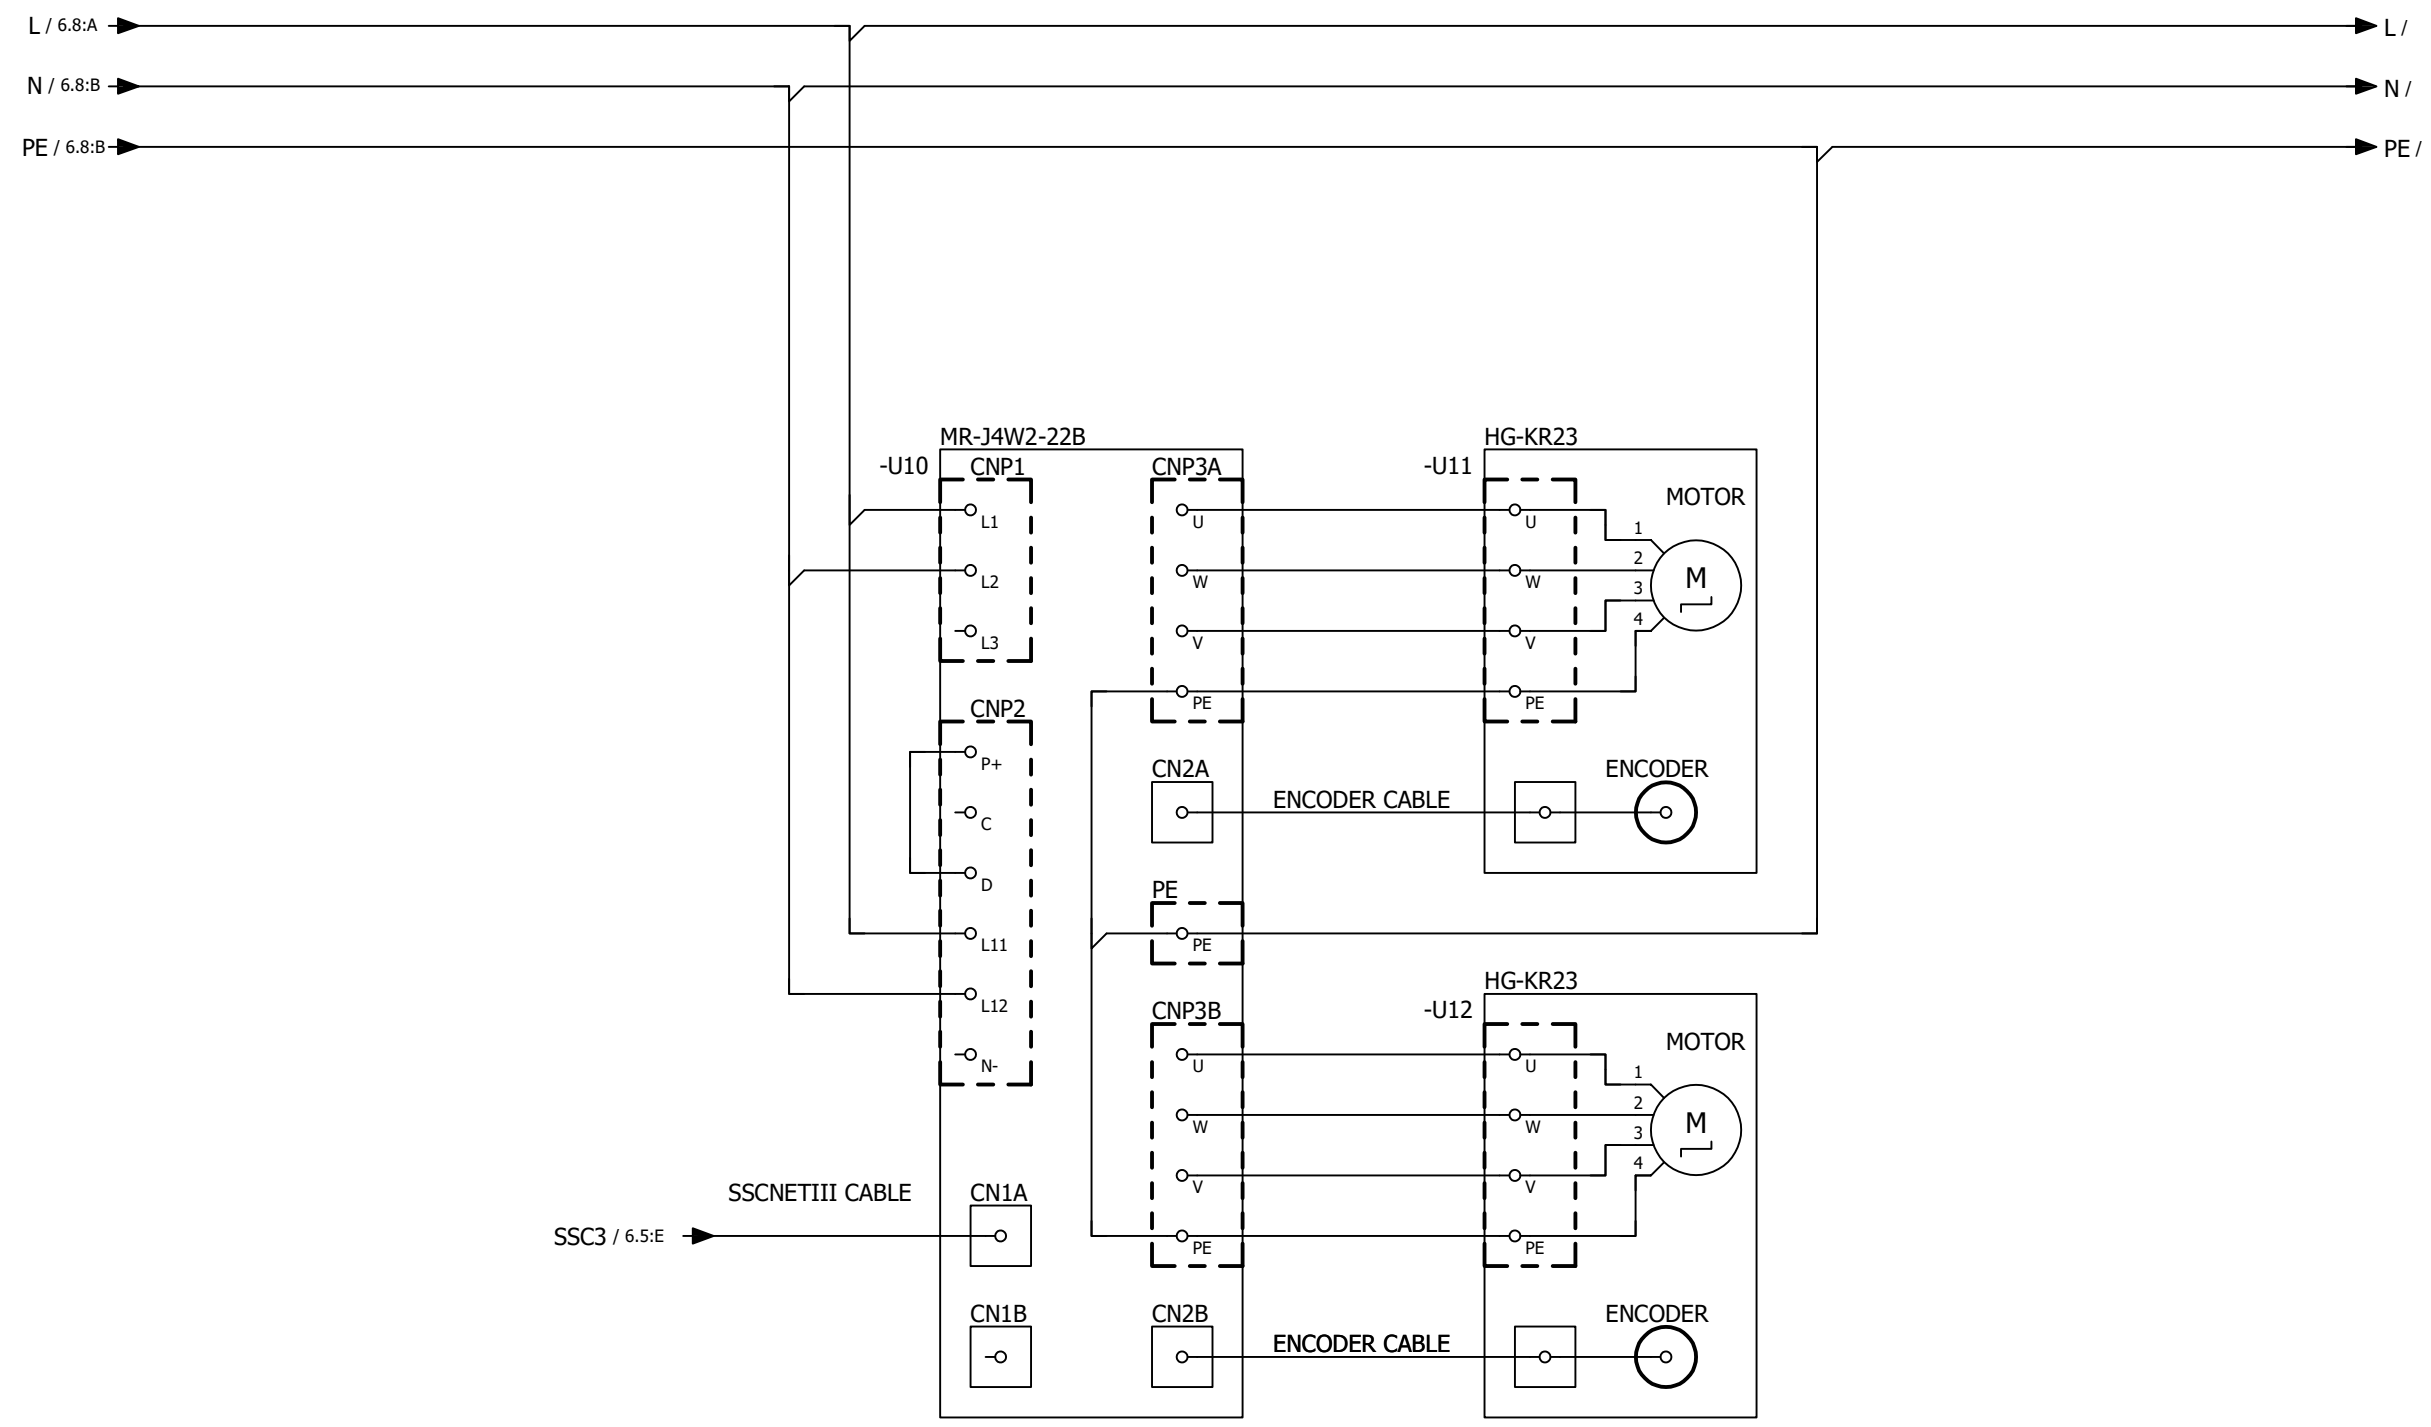 L / 6.8:A
L /
N / 6.8:B
N /
PE / 6.8:B
PE /
MR-J4W2-22B
HG-KR23
-U10
CNP1
CNP3A
-U11
MOTOR
L1
U
U
1
L2
W
W
2
M
3
L3
V
V
4
CNP2
PE
PE
P+
CN2A
ENCODER
C
ENCODER CABLE
D
PE
L11
PE
HG-KR23
L12
CNP3B
-U12
MOTOR
N-
U
U
1
W
W
2
M
3
V
V
4
SSCNETIII CABLE
CN1A
SSC3 / 6.5:E
PE
PE
CN1B
CN2B
ENCODER
ENCODER CABLE